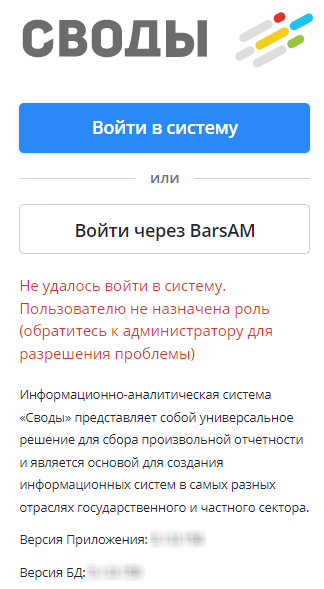 СВОДЫ
Войти в систему
или
Войти через BarsAM
Не удалось войти в систему.
Пользователю не назначена роль
(обратитесь к администратору для
разрешения проблемы)
Информационно-аналитическая система
«Своды» представляет собой универсальное
решение для сбора произвольной отчетности
и является основой для создания
информационных систем в самых разных
отраслях государственного и частного сектора.
Версия Приложения:
Версия БД: